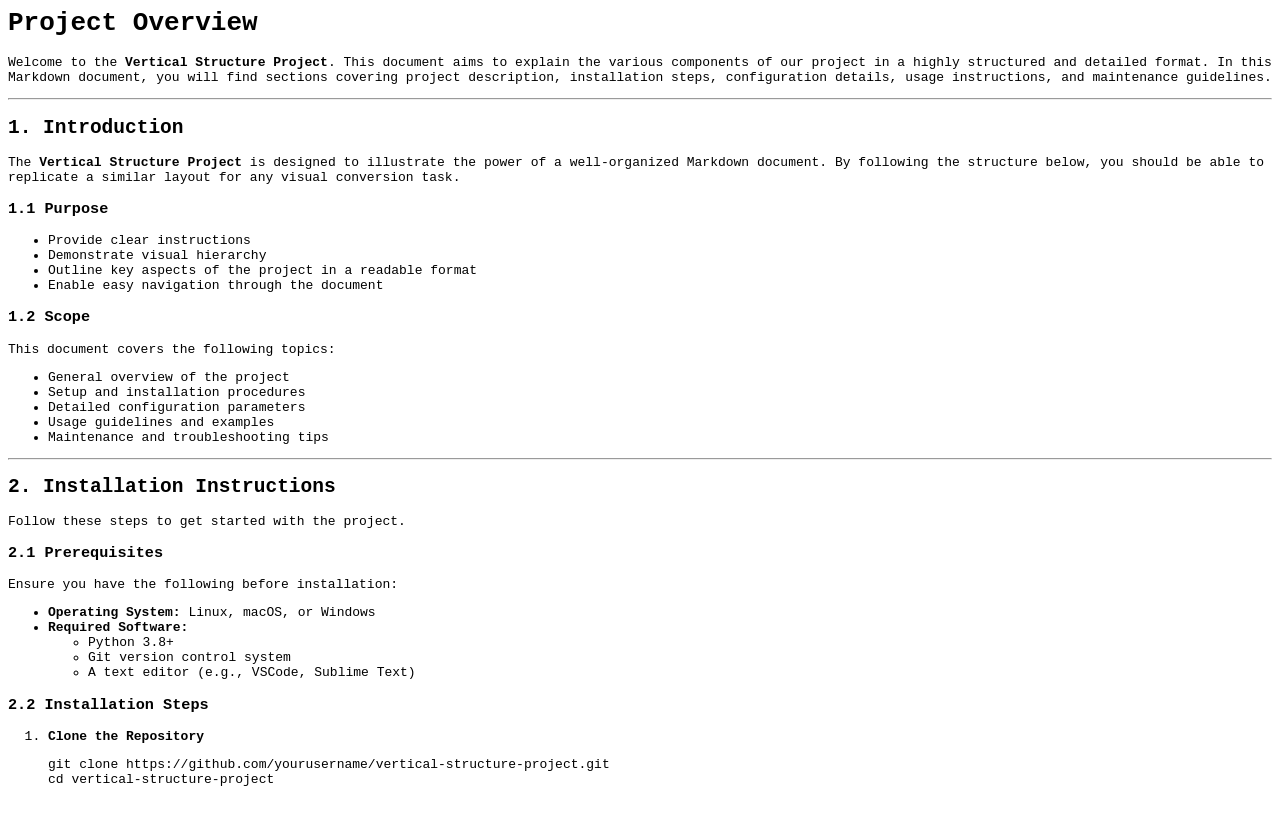 Project Overview
Welcome to the Vertical Structure Project. This document aims to explain the various components of our project in a highly structured and detailed format. In this
Markdown document, you will find sections covering project description, installation steps, configuration details, usage instructions, and maintenance guidelines.
1. Introduction
The Vertical Structure Project is designed to illustrate the power of a well-organized Markdown document. By following the structure below, you should be able to
replicate a similar layout for any visual conversion task.
1.1 Purpose
• Provide clear instructions
• Demonstrate visual hierarchy
• Outline key aspects of the project in a readable format
• Enable easy navigation through the document
1.2 Scope
This document covers the following topics:
• General overview of the project
• Setup and installation procedures
• Detailed configuration parameters
• Usage guidelines and examples
• Maintenance and troubleshooting tips
2. Installation Instructions
Follow these steps to get started with the project.
2.1 Prerequisites
Ensure you have the following before installation:
• Operating System: Linux, macOS, or Windows
• Required Software:
◦ Python 3.8+
◦ Git version control system
◦ A text editor (e.g., VSCode, Sublime Text)
2.2 Installation Steps
1. Clone the Repository
git clone https://github.com/yourusername/vertical-structure-project.git
cd vertical-structure-project